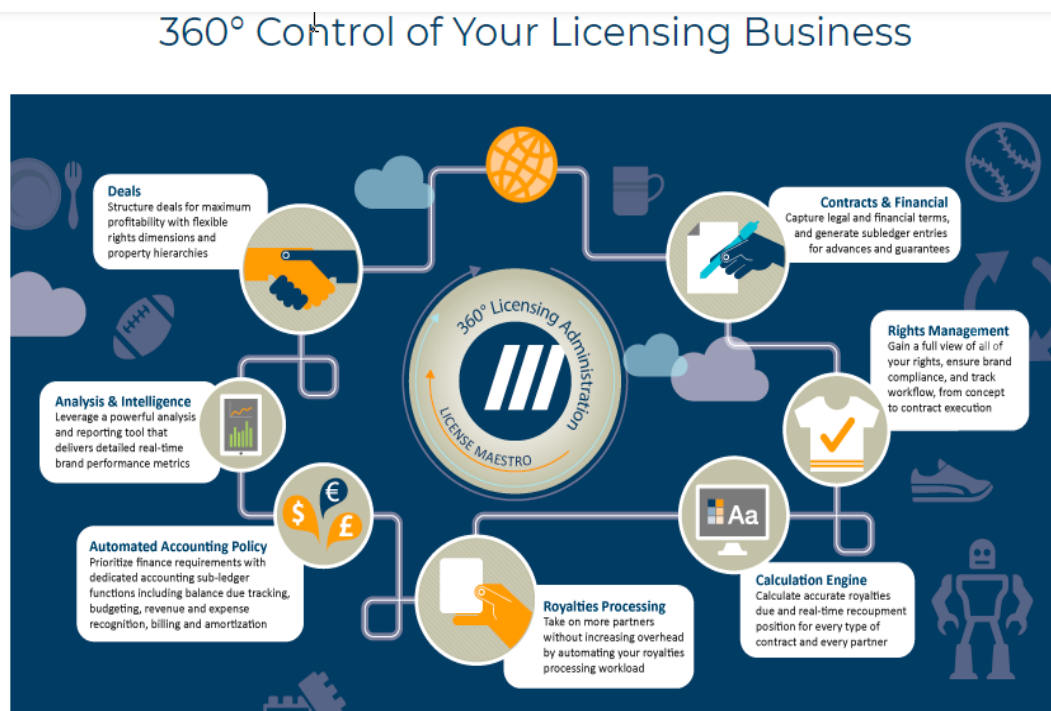 360° Control of Your Licensing Business
Deals
Structure deals for maximum
profitability with flexible
rights dimensions and
property hierarchies
Contracts & Financial
Capture legal and financial terms,
and generate subledger entries
for advances and guarantees
360° Licensing Administration
LICENSE MAESTRO
Rights Management
Gain a full view of all of
your rights, ensure brand
compliance, and track
workflow, from concept
to contract execution
Analysis & Intelligence
Leverage a powerful analysis
and reporting tool that
delivers detailed real-time
brand performance metrics
$ € £
Aa
Automated Accounting Policy
Prioritize finance requirements with
dedicated accounting sub-ledger
functions including balance due tracking,
budgeting, revenue and expense
recognition, billing and amortization
Royalties Processing
Take on more partners
without increasing overhead
by automating your royalties
processing workload
Calculation Engine
Calculate accurate royalties
due and real-time recoupment
position for every type of
contract and every partner